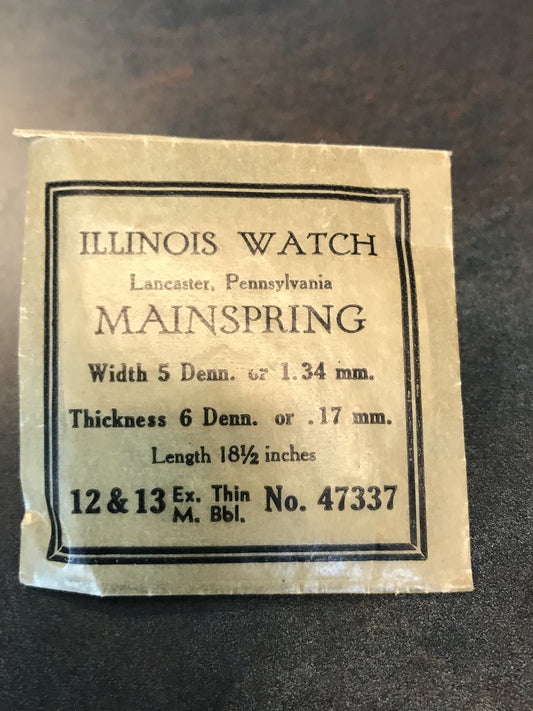 ILLINOIS WATCH
Lancaster, Pennsylvania
MAINSPRING
Width 5 Denn. or 1.34 mm.
Thickness 6 Denn. or .17 mm.
Length 18½ inches
12 & 13 Ex. Thin M. Bbl. No. 47337